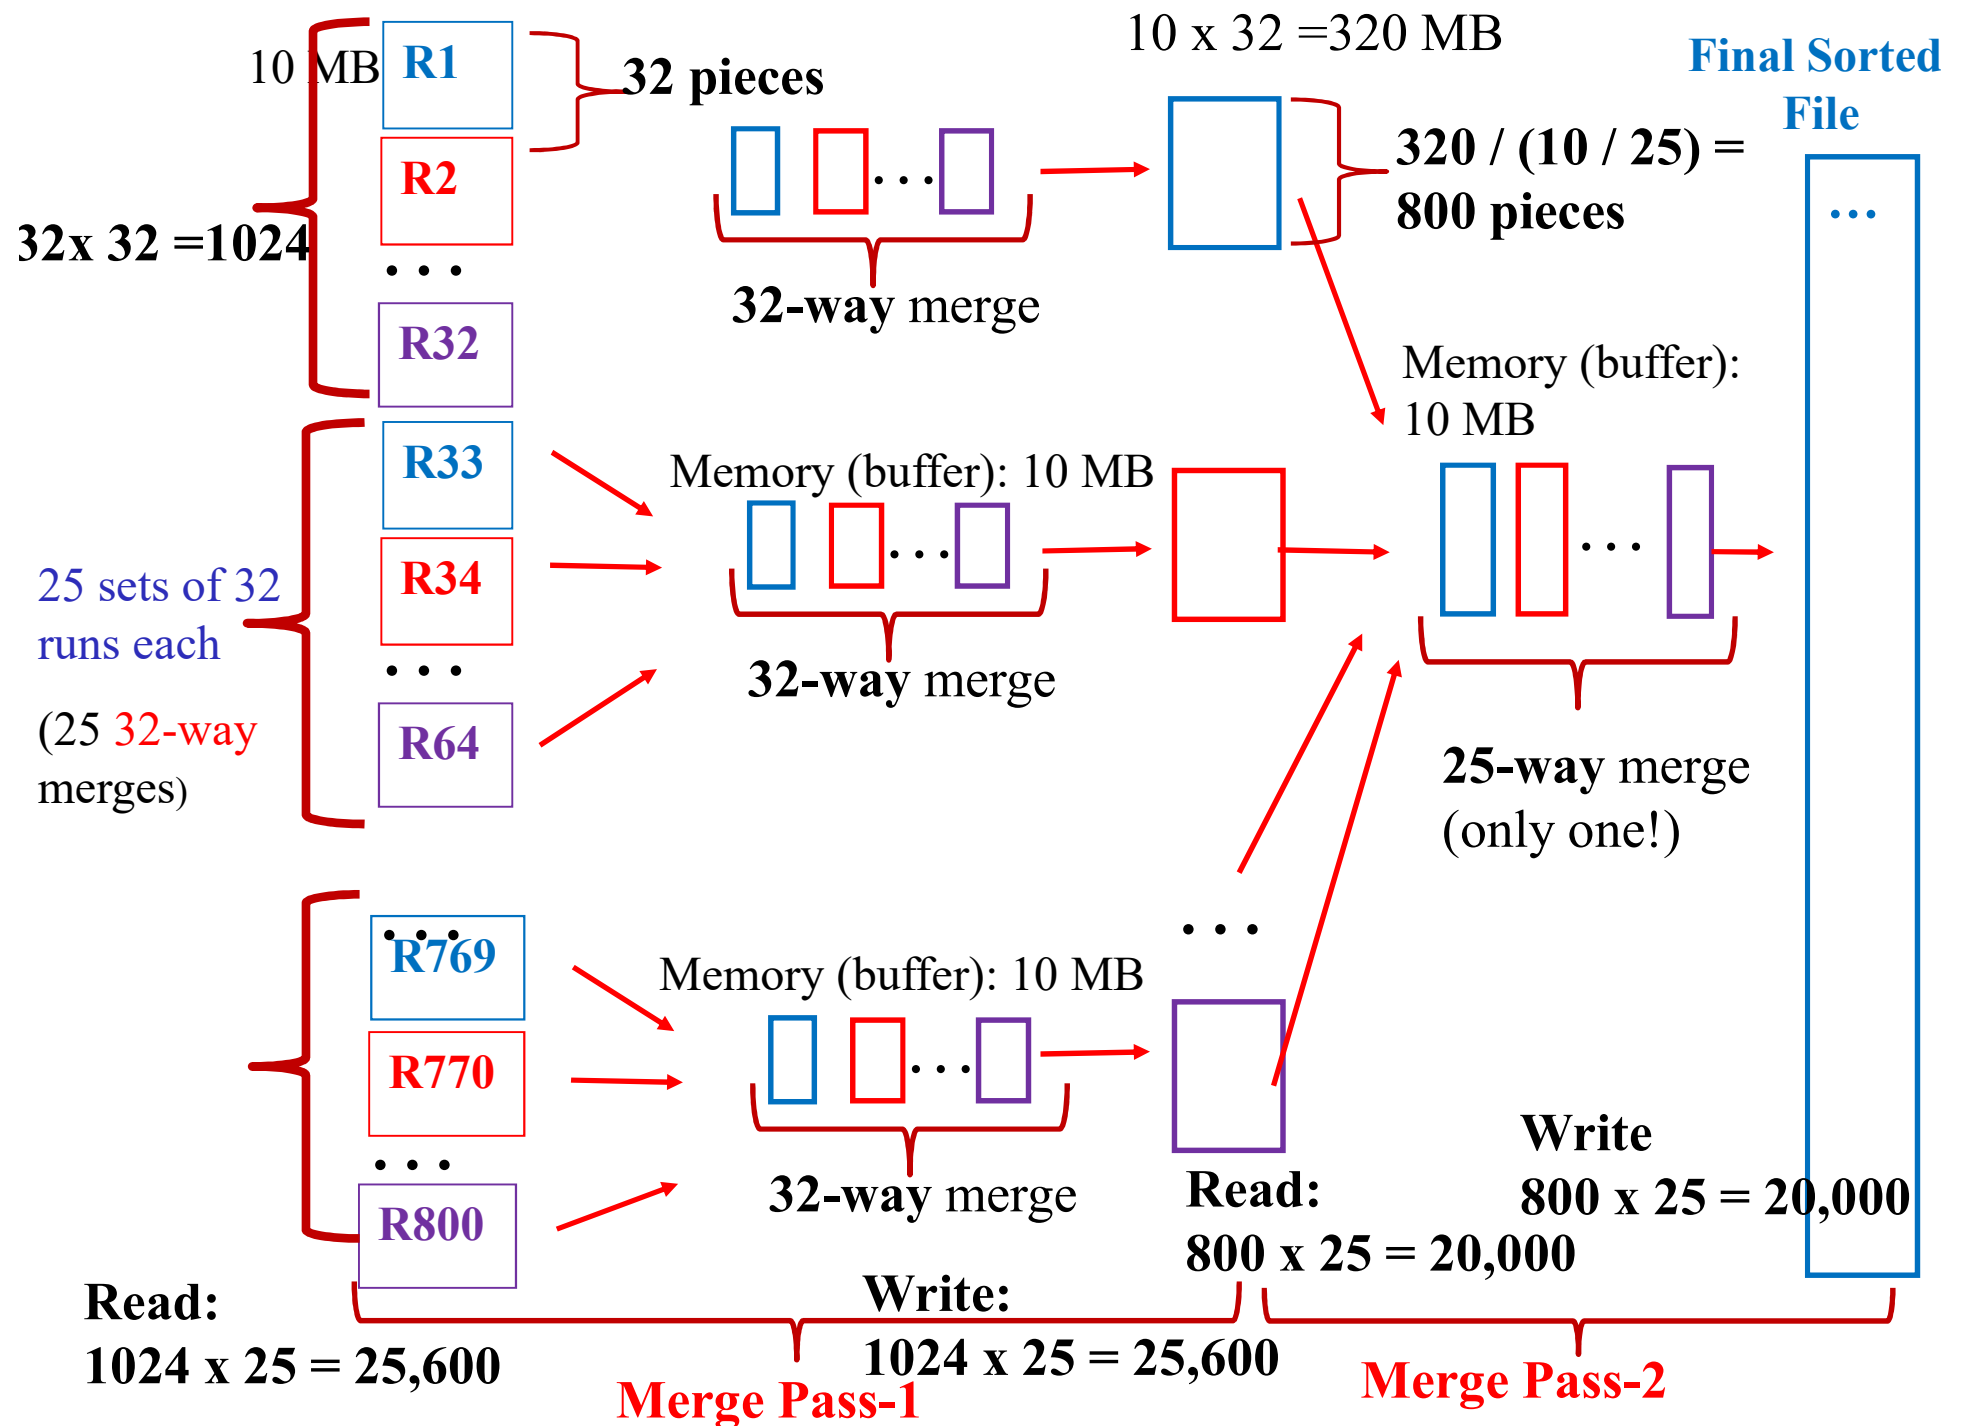 10 MB
R1
32 pieces
R2
32x 32 =1024
...
R32
32-way merge
10 x 32 =320 MB
320 / (10 / 25) =
800 pieces
Final Sorted
File
...
R33
R34
...
R64
25 sets of 32
runs each
(25 32-way
merges)
Memory (buffer): 10 MB
...
32-way merge
Memory (buffer):
10 MB
...
25-way merge
(only one!)
...
R769
R770
...
R800
Memory (buffer): 10 MB
...
32-way merge
...
Read:
1024 x 25 = 25,600
Write:
1024 x 25 = 25,600
Merge Pass-1
Read:
800 x 25 = 20,000
Write
800 x 25 = 20,000
Merge Pass-2